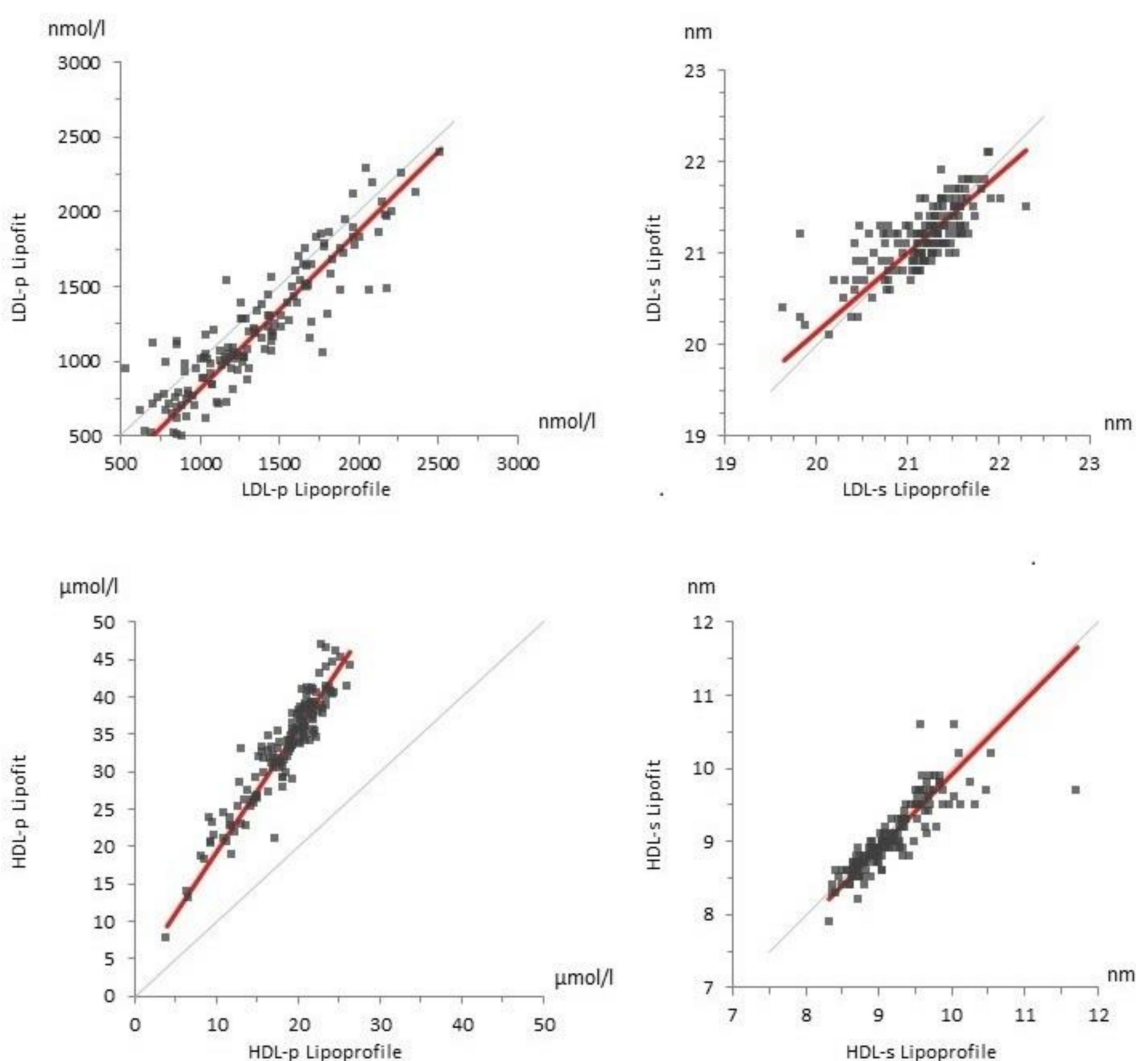 nmol/l
3000
2500
2000
1500
1000
500
LDL-p Lipofit
500 1000 1500 2000 2500 3000
nmol/l
LDL-p Lipoprofile
nm
23
22
21
20
19
LDL-s Lipofit
19 20 21 22 23
nm
LDL-s Lipoprofile
µmol/l
50
45
40
35
30
25
20
15
10
5
0
HDL-p Lipofit
0 10 20 30 40 50
µmol/l
HDL-p Lipoprofile
nm
12
11
10
9
8
7
HDL-s Lipofit
7 8 9 10 11 12
nm
HDL-s Lipoprofile